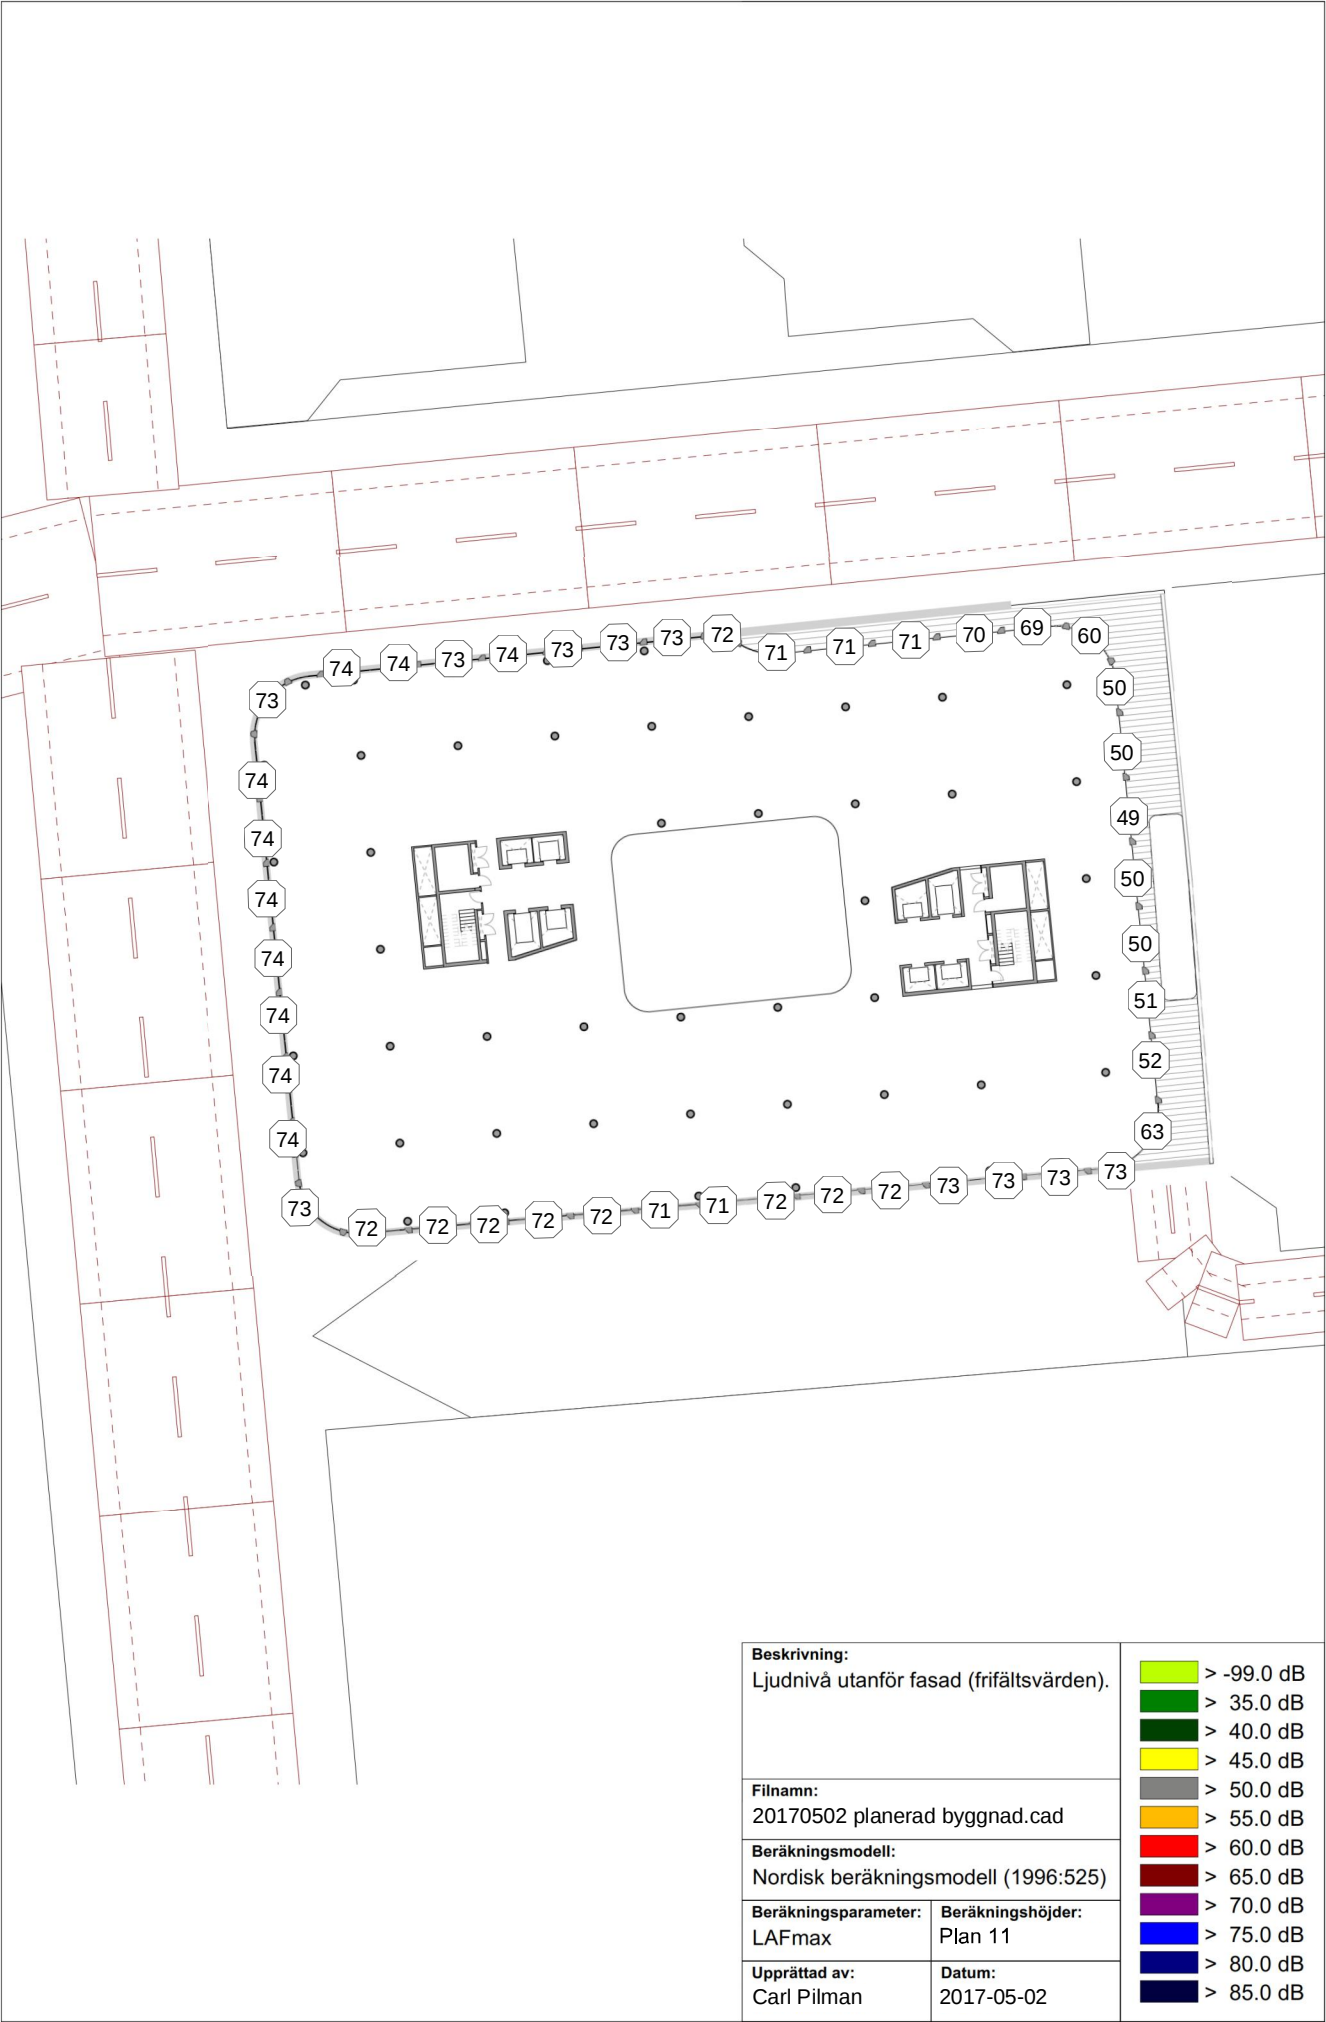 74 74 73 74 73 73 73 72 71 71 71 70 69 60
73
50
74
50
74
49
74
50
74
50
74
51
74
52
74
63
73
72 72 72 72 72 71 71 72 72 72 73 73 73 73
Beskrivning:
Ljudnivå utanför fasad (frifältsvärden).
Filnamn:
20170502 planerad byggnad.cad
Beräkningsmodell:
Nordisk beräkningsmodell (1996:525)
Beräkningsparameter:
LAFmax
Beräkningshöjder:
Plan 11
Upprättad av:
Carl Pilman
Datum:
2017-05-02
> -99.0 dB
> 35.0 dB
> 40.0 dB
> 45.0 dB
> 50.0 dB
> 55.0 dB
> 60.0 dB
> 65.0 dB
> 70.0 dB
> 75.0 dB
> 80.0 dB
> 85.0 dB